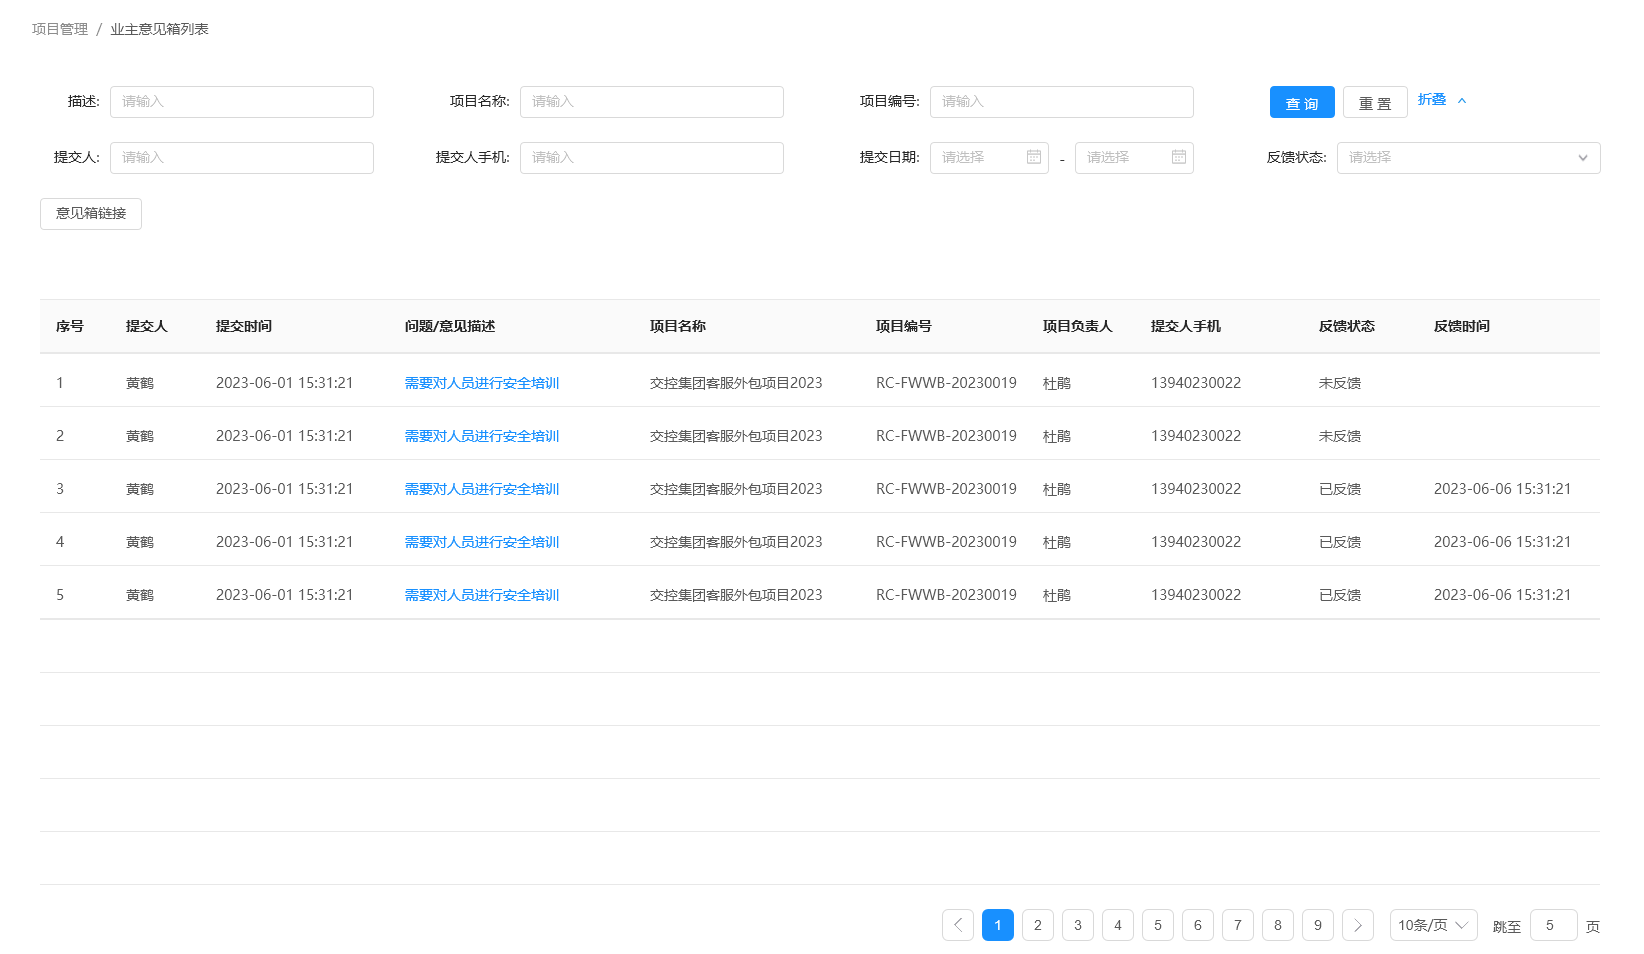 项目管理 / 业主意见箱列表
描述: 请输入 项目名称: 请输入 项目编号: 请输入 查 询 重 置 折叠
提交人: 请输入 提交人手机: 请输入 提交日期: 请选择 - 请选择 反馈状态: 请选择
意见箱链接
序号 提交人 提交时间 问题/意见描述 项目名称 项目编号 项目负责人 提交人手机 反馈状态 反馈时间
1 黄鹤 2023-06-01 15:31:21 需要对人员进行安全培训 交控集团客服外包项目2023 RC-FWWB-20230019 杜鹃 13940230022 未反馈
2 黄鹤 2023-06-01 15:31:21 需要对人员进行安全培训 交控集团客服外包项目2023 RC-FWWB-20230019 杜鹃 13940230022 未反馈
3 黄鹤 2023-06-01 15:31:21 需要对人员进行安全培训 交控集团客服外包项目2023 RC-FWWB-20230019 杜鹃 13940230022 已反馈 2023-06-06 15:31:21
4 黄鹤 2023-06-01 15:31:21 需要对人员进行安全培训 交控集团客服外包项目2023 RC-FWWB-20230019 杜鹃 13940230022 已反馈 2023-06-06 15:31:21
5 黄鹤 2023-06-01 15:31:21 需要对人员进行安全培训 交控集团客服外包项目2023 RC-FWWB-20230019 杜鹃 13940230022 已反馈 2023-06-06 15:31:21
1 2 3 4 5 6 7 8 9 10条/页 跳至 5 页